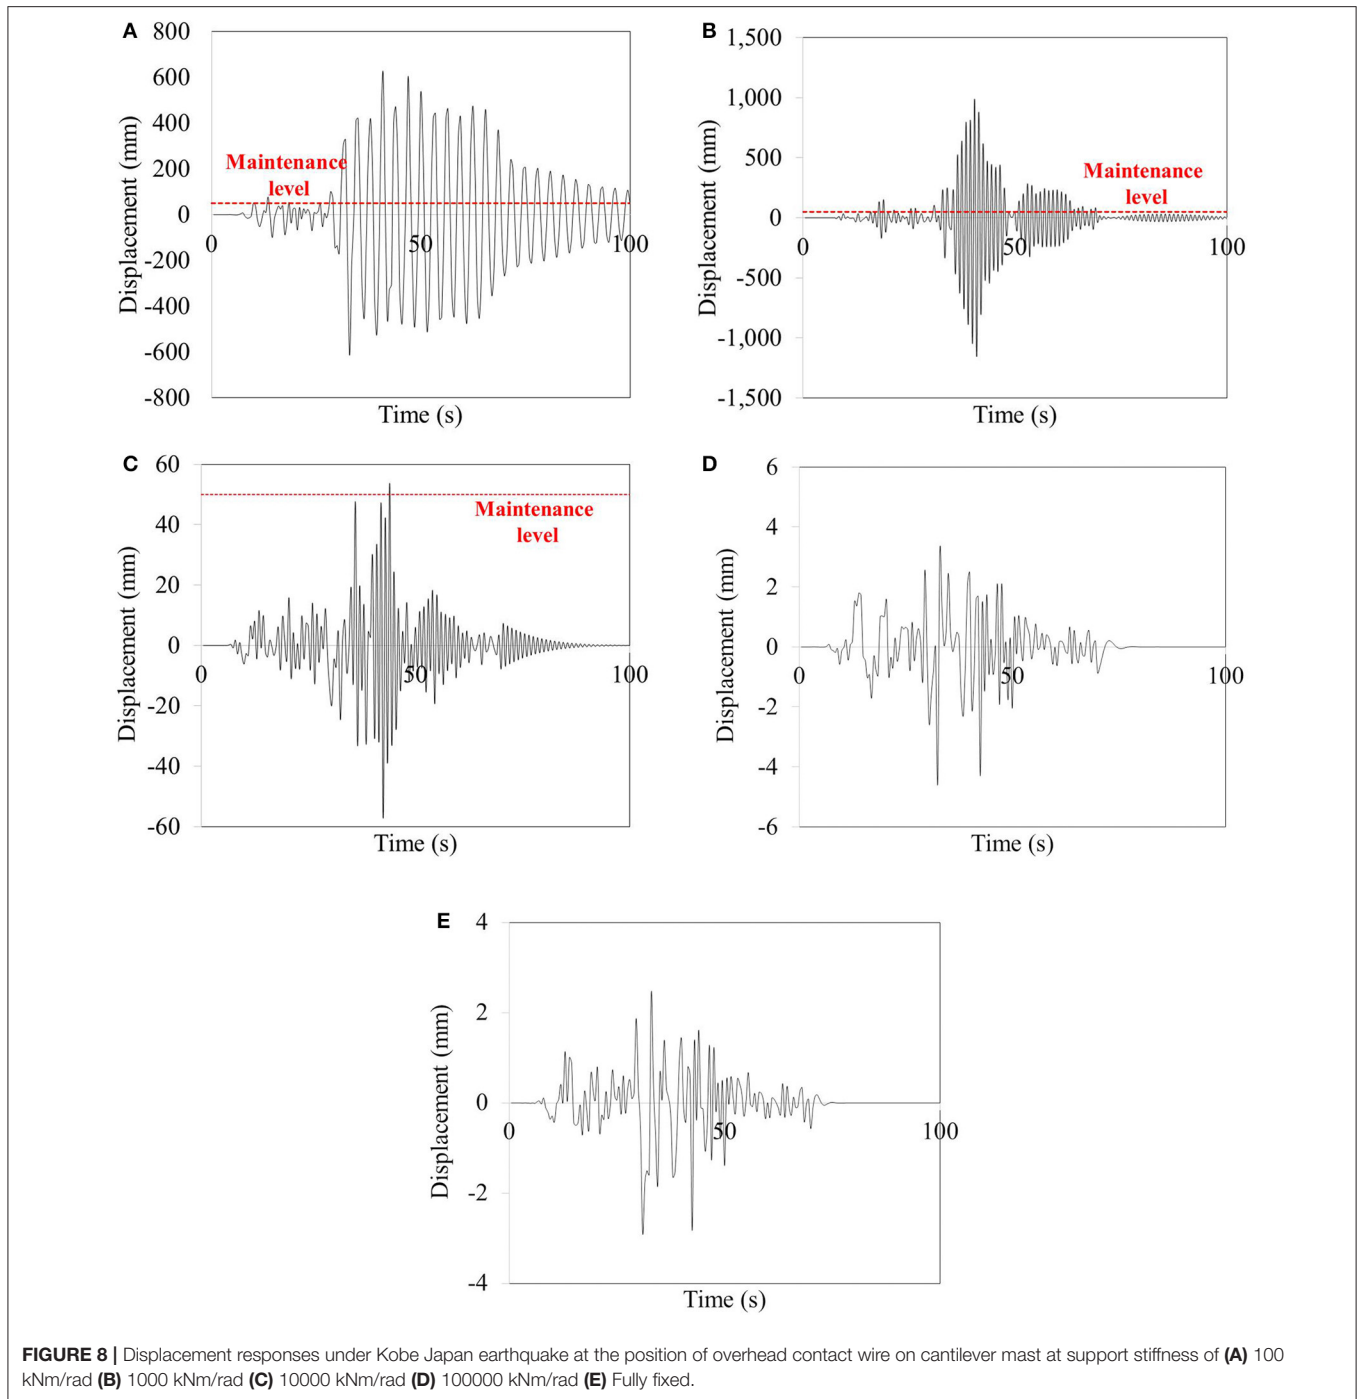 A
800
600
400
200
0
-200
-400
-600
-800
Displacement (mm)
Maintenance
level
0
50
100
Time (s)
B
1,500
1,000
500
0
-500
-1,000
-1,500
Displacement (mm)
Maintenance
level
0
50
100
Time (s)
C
60
40
20
0
-20
-40
-60
Displacement (mm)
Maintenance
level
0
50
100
Time (s)
D
6
4
2
0
-2
-4
-6
Displacement (mm)
0
50
100
Time (s)
E
4
2
0
-2
-4
Displacement (mm)
0
50
100
Time (s)
FIGURE 8 | Displacement responses under Kobe Japan earthquake at the position of overhead contact wire on cantilever mast at support stiffness of (A) 100
kNm/rad (B) 1000 kNm/rad (C) 10000 kNm/rad (D) 100000 kNm/rad (E) Fully fixed.